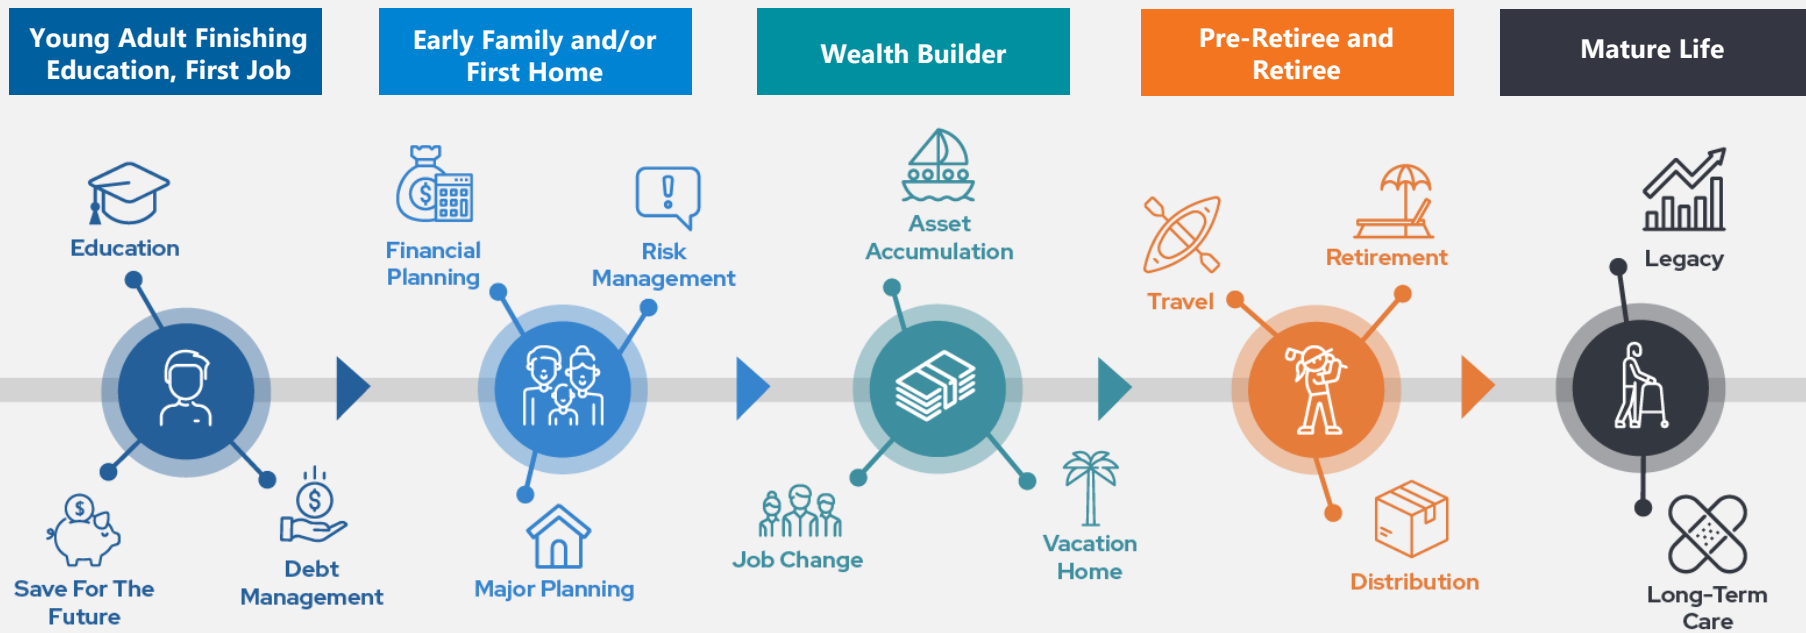 Young Adult Finishing
Education, First Job
Early Family and/or
First Home
Wealth Builder
Pre-Retiree and
Retiree
Mature Life
Education
Save For The
Future
$
Debt
Management
$
Financial
Planning
$
Risk
Management
!
Major Planning
Asset
Accumulation
Job Change
Vacation
Home
Travel
Retirement
Distribution
Legacy
Long-Term
Care